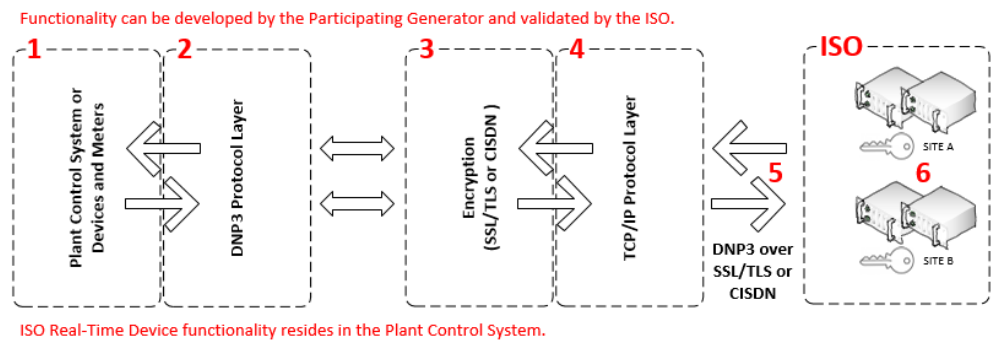 Functionality can be developed by the Participating Generator and validated by the ISO.
1
2
3
4
ISO
Plant Control System or
Devices and Meters
DNP3 Protocol Layer
Encryption
(SSL/TLS or CISDN )
TCP/IP Protocol Layer
5
DNP3 over
SSL/TLS or
CISDN
SITE A
6
SITE B
ISO Real-Time Device functionality resides in the Plant Control System.